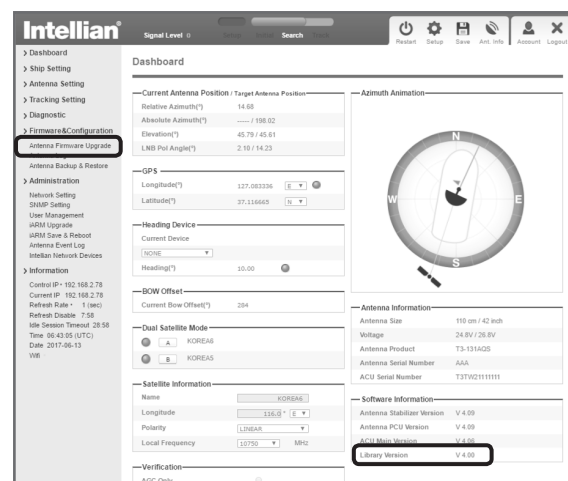 Intellian®
Signal Level 0
Setup Initial Search Track
Restart Setup Save Ant. Info Account Logout
> Dashboard
> Ship Setting
> Antenna Setting
> Tracking Setting
> Diagnostic
> Firmware&Configuration
Antenna Firmware Upgrade
Antenna Backup & Restore
> Administration
Network Setting
SNMP Setting
User Management
iARM Upgrade
iARM Save & Reboot
Antenna Event Log
Intellian Network Devices
> Information
Control IP · 192.168.2.78
Current IP 192.168.2.78
Refresh Rate · 1 (sec)
Refresh Disable 7:58
Idle Session Timeout 28:58
Time 06:43:05 (UTC)
Date 2017-06-13
Wifi
Dashboard
Current Antenna Position / Target Antenna Position
Relative Azimuth(°) 14.68
Absolute Azimuth(°) ----- / 198.02
Elevation(°) 45.79 / 45.61
LNB Pol Angle(°) 2.10 / 14.23
GPS
Longitude(°) 127.083336 E
Latitude(°) 37.116669 N
Heading Device
Current Device
NONE
Heading(°) 10.00
BOW Offset
Current Bow Offset(°) 284
Dual Satellite Mode
A KOREA6
B KOREA5
Satellite Information
Name KOREA6
Longitude 116.0 ° E
Polarity LINEAR
Local Frequency 10750 MHz
Verification
AGC Only
Azimuth Animation
N
W E
S
Antenna Information
Antenna Size 110 cm / 42 inch
Voltage 24.8V / 26.8V
Antenna Product T3-131AQS
Antenna Serial Number AAA
ACU Serial Number T3TW21111111
Software Information
Antenna Stabilizer Version V 4.09
Antenna PCU Version V 4.09
ACU Main Version V 4.06
Library Version V 4.00